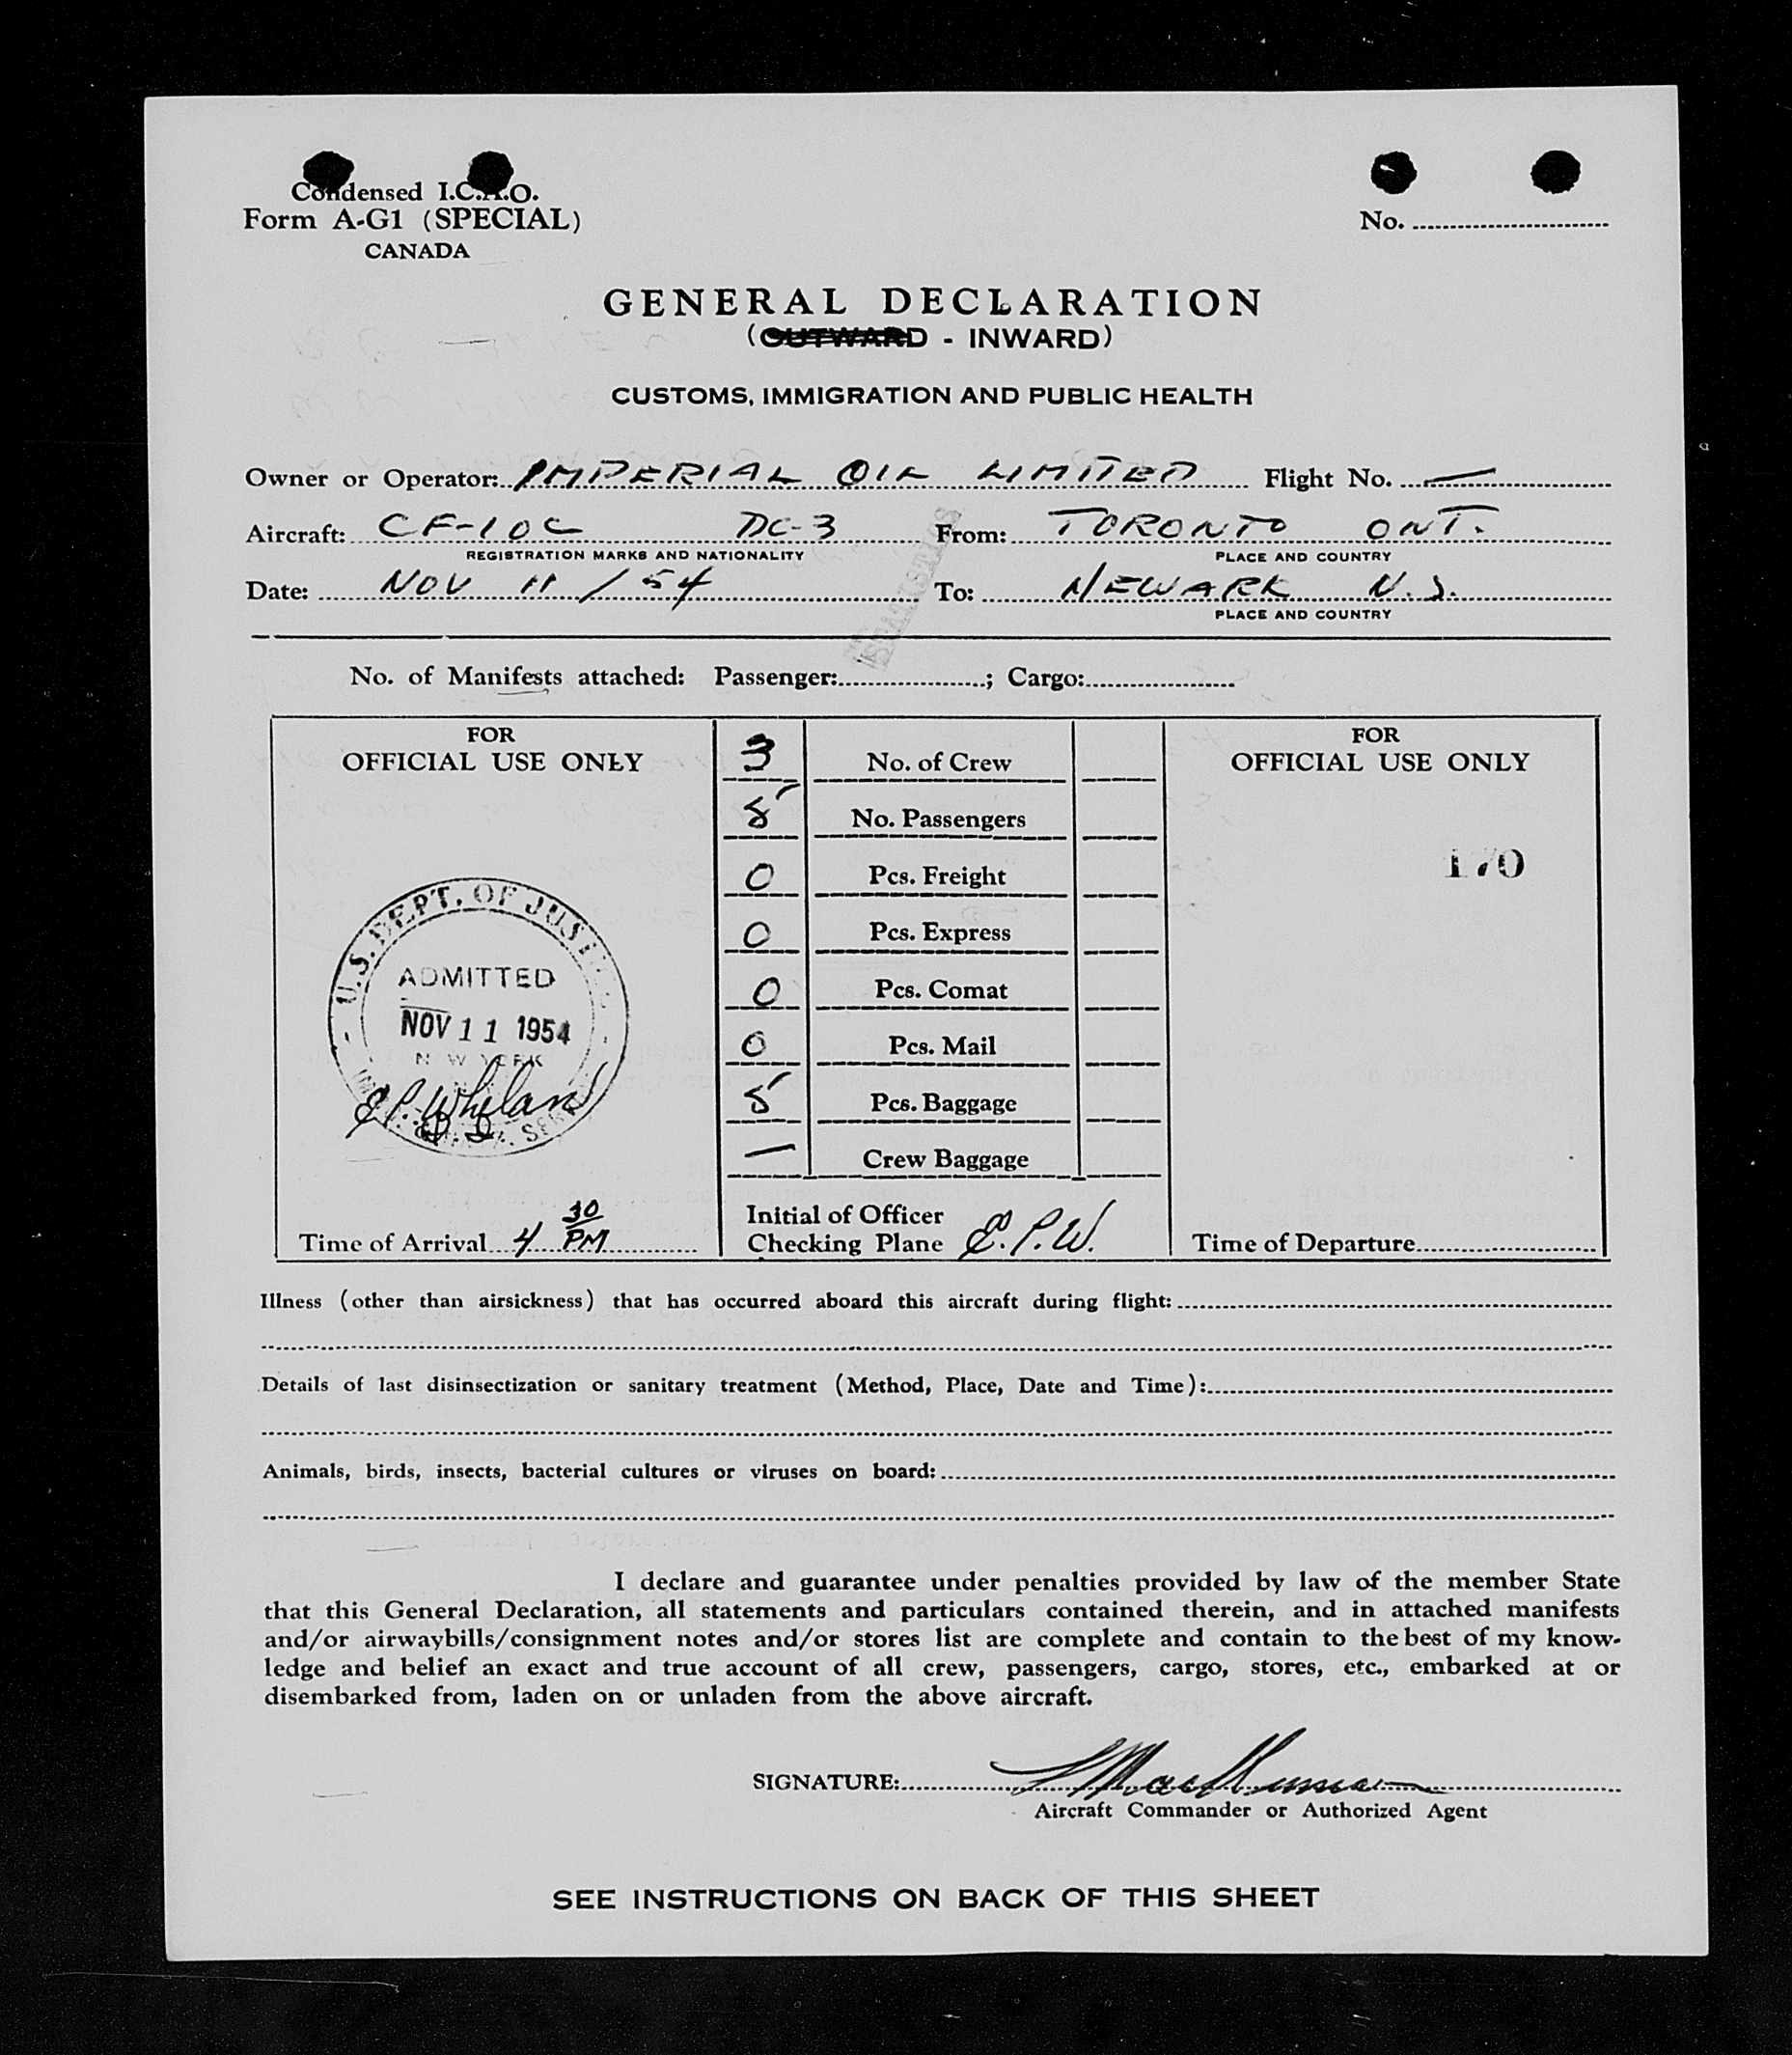 Condensed I.C.A.O.
Form A-G1 (SPECIAL)
CANADA
No.
GENERAL DECLARATION
(OUTWARD - INWARD)
CUSTOMS, IMMIGRATION AND PUBLIC HEALTH
Owner or Operator: IMPERIAL OIL LIMITED Flight No. —
Aircraft: CF-IOC DC-3 From: TORONTO ONT.
REGISTRATION MARKS AND NATIONALITY PLACE AND COUNTRY
Date: NOV 11 / 54 To: NEWARK N.J.
PLACE AND COUNTRY
No. of Manifests attached: Passenger: ; Cargo:
FOR
OFFICIAL USE ONLY
U.S. DEPT. OF JUSTICE
ADMITTED
NOV 11 1954
NEW YORK
E.P. Whelan
Time of Arrival 4 30 PM
3 No. of Crew
No. Passengers
0 Pcs. Freight
0 Pcs. Express
0 Pcs. Comat
0 Pcs. Mail
Pcs. Baggage
— Crew Baggage
Initial of Officer
Checking Plane E.P.W.
FOR
OFFICIAL USE ONLY
170
Time of Departure
Illness (other than airsickness) that has occurred aboard this aircraft during flight:
Details of last disinsectization or sanitary treatment (Method, Place, Date and Time):
Animals, birds, insects, bacterial cultures or viruses on board:
I declare and guarantee under penalties provided by law of the member State
that this General Declaration, all statements and particulars contained therein, and in attached manifests
and/or airwaybills/consignment notes and/or stores list are complete and contain to the best of my know-
ledge and belief an exact and true account of all crew, passengers, cargo, stores, etc., embarked at or
disembarked from, laden on or unladen from the above aircraft.
SIGNATURE:
Aircraft Commander or Authorized Agent
SEE INSTRUCTIONS ON BACK OF THIS SHEET